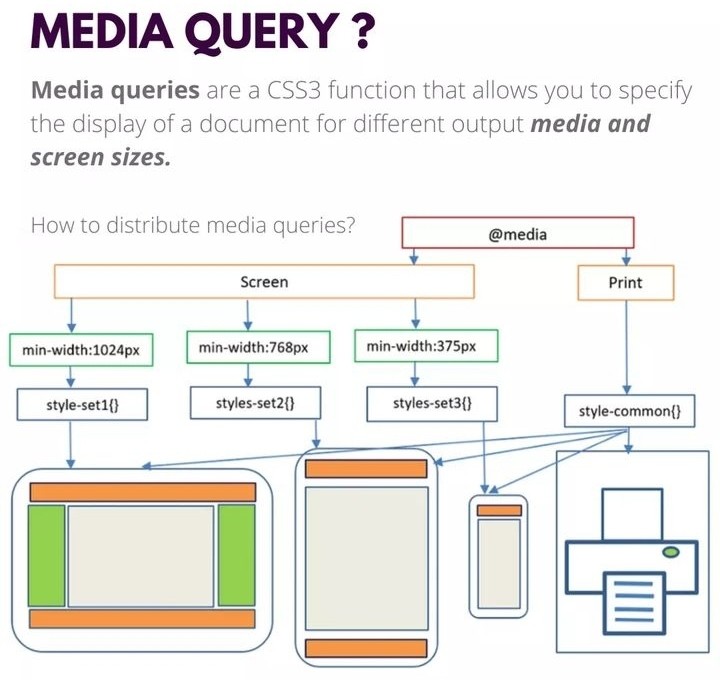 MEDIA QUERY ?
Media queries are a CSS3 function that allows you to specify
the display of a document for different output media and
screen sizes.
How to distribute media queries?
@media
Screen
Print
min-width:1024px
min-width:768px
min-width:375px
style-set1{}
styles-set2{}
styles-set3{}
style-common{}